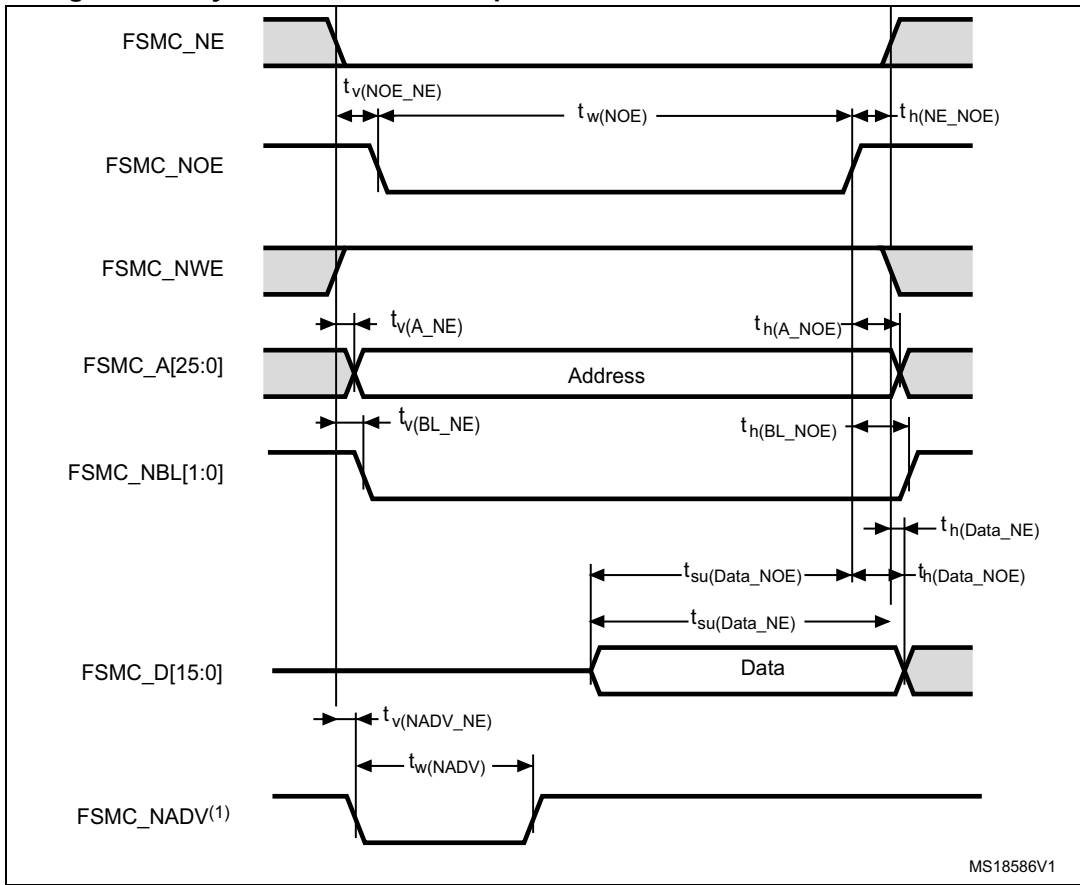 FSMC_NE
tv(NOE_NE)
tw(NOE)
th(NE_NOE)
FSMC_NOE
FSMC_NWE
tv(A_NE)
th(A_NOE)
FSMC_A[25:0]
Address
tv(BL_NE)
th(BL_NOE)
FSMC_NBL[1:0]
th(Data_NE)
tsu(Data_NOE)
th(Data_NOE)
tsu(Data_NE)
FSMC_D[15:0]
Data
tv(NADV_NE)
tw(NADV)
FSMC_NADV(1)
MS18586V1